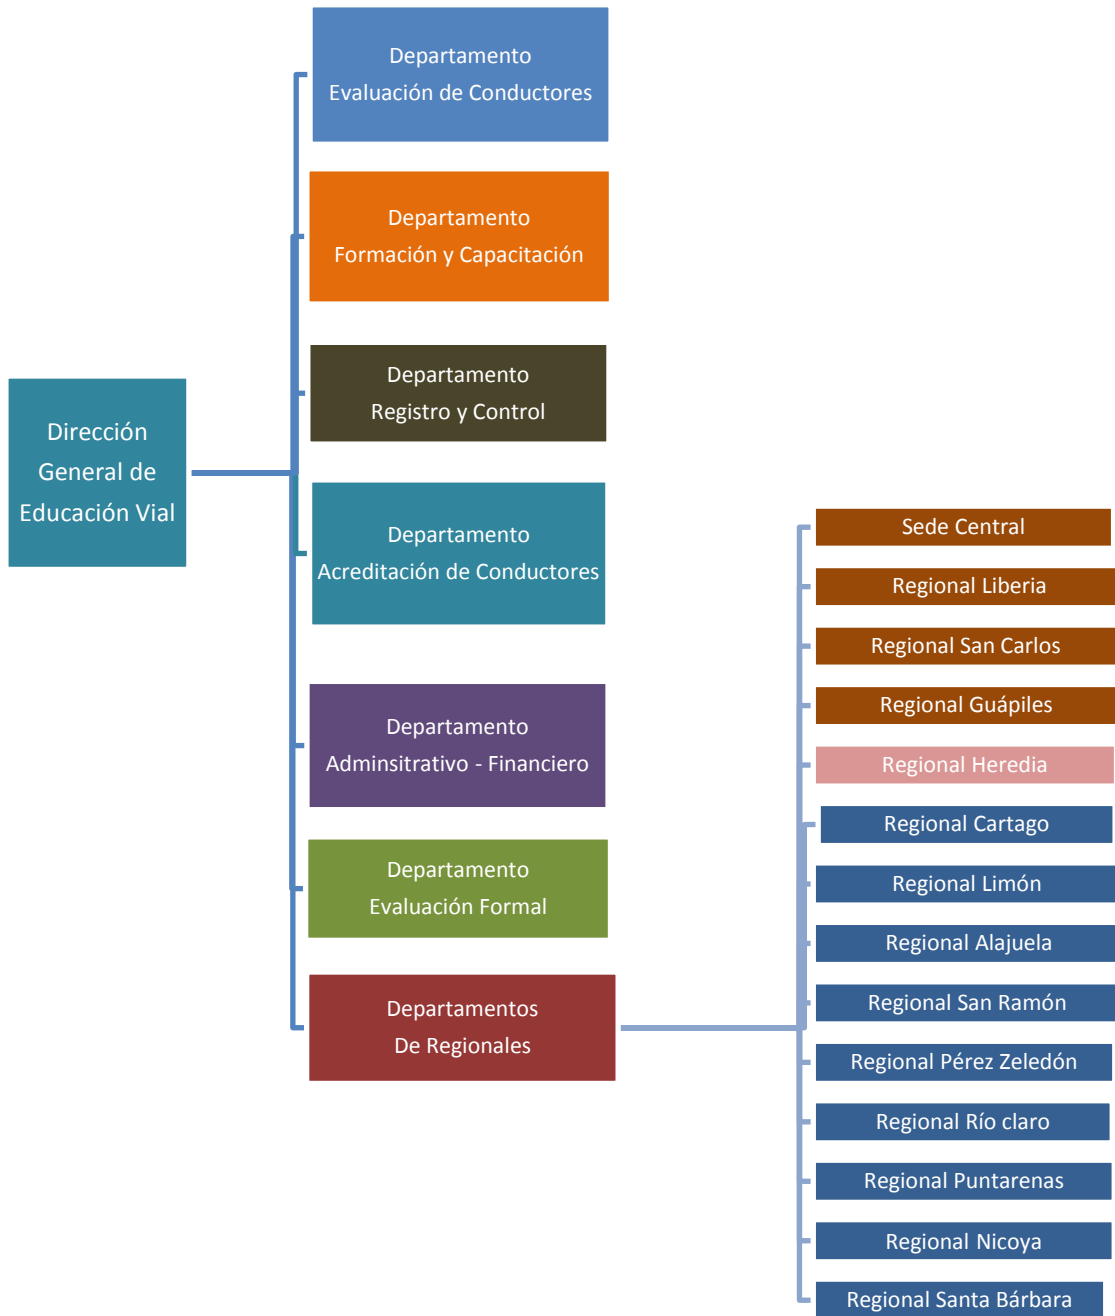 Dirección
General de
Educación Vial
Departamento
Evaluación de Conductores
Departamento
Formación y Capacitación
Departamento
Registro y Control
Departamento
Acreditación de Conductores
Departamento
Adminsitrativo - Financiero
Departamento
Evaluación Formal
Departamentos
De Regionales
Sede Central
Regional Liberia
Regional San Carlos
Regional Guápiles
Regional Heredia
Regional Cartago
Regional Limón
Regional Alajuela
Regional San Ramón
Regional Pérez Zeledón
Regional Río claro
Regional Puntarenas
Regional Nicoya
Regional Santa Bárbara